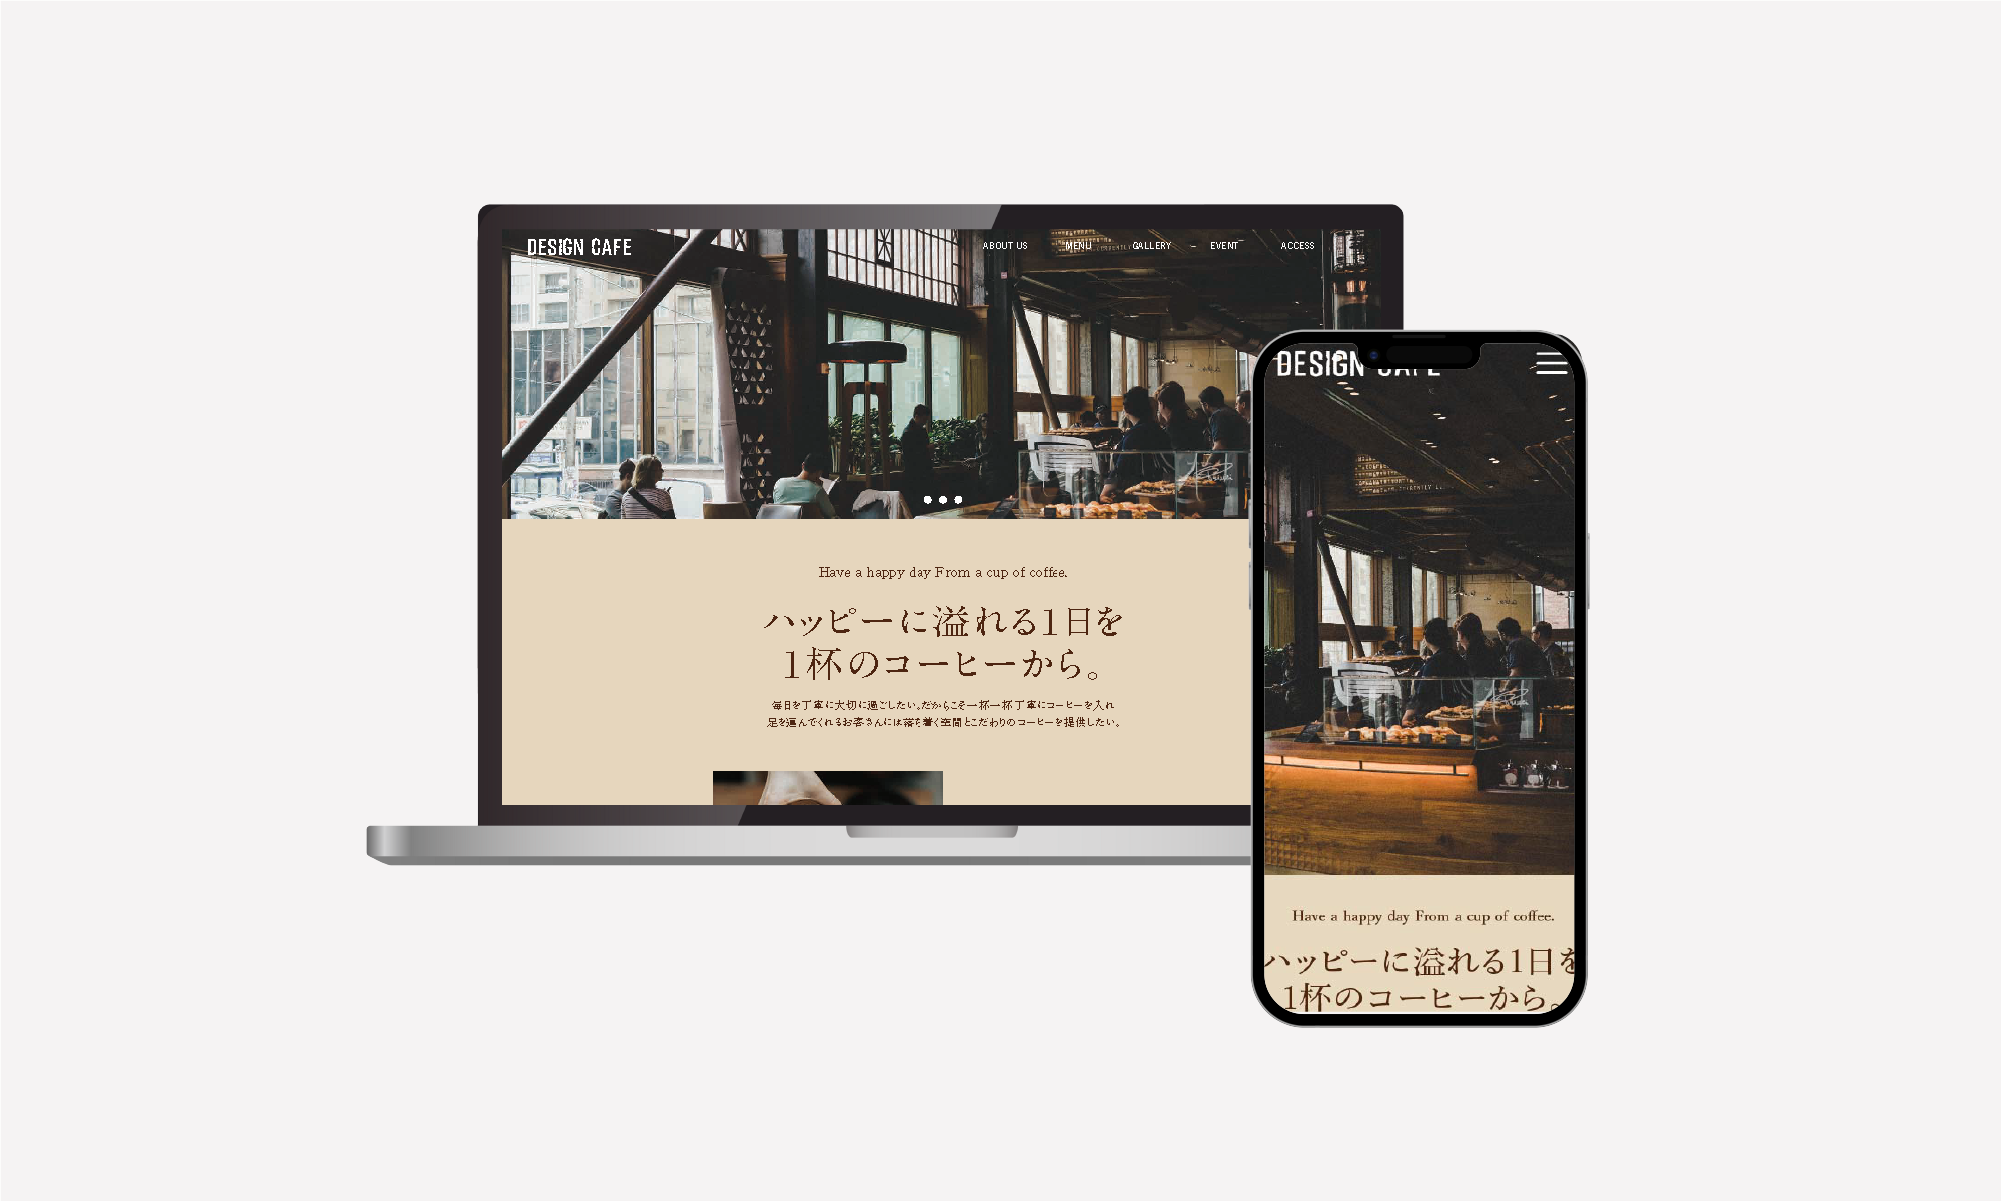 DESIGN CAFE
ABOUT US MENU GALLERY EVENT ACCESS
Have a happy day From a cup of coffee.
ハッピーに溢れる1日を
1杯のコーヒーから。
毎日を丁寧に大切に過ごしたい。だからこそ一杯一杯丁寧にコーヒーを入れ
足を運んでくれるお客さんには落ち着く空間とこだわりのコーヒーを提供したい。
DESIGN CAFE
Have a happy day From a cup of coffee.
ハッピーに溢れる1日を
1杯のコーヒーから。